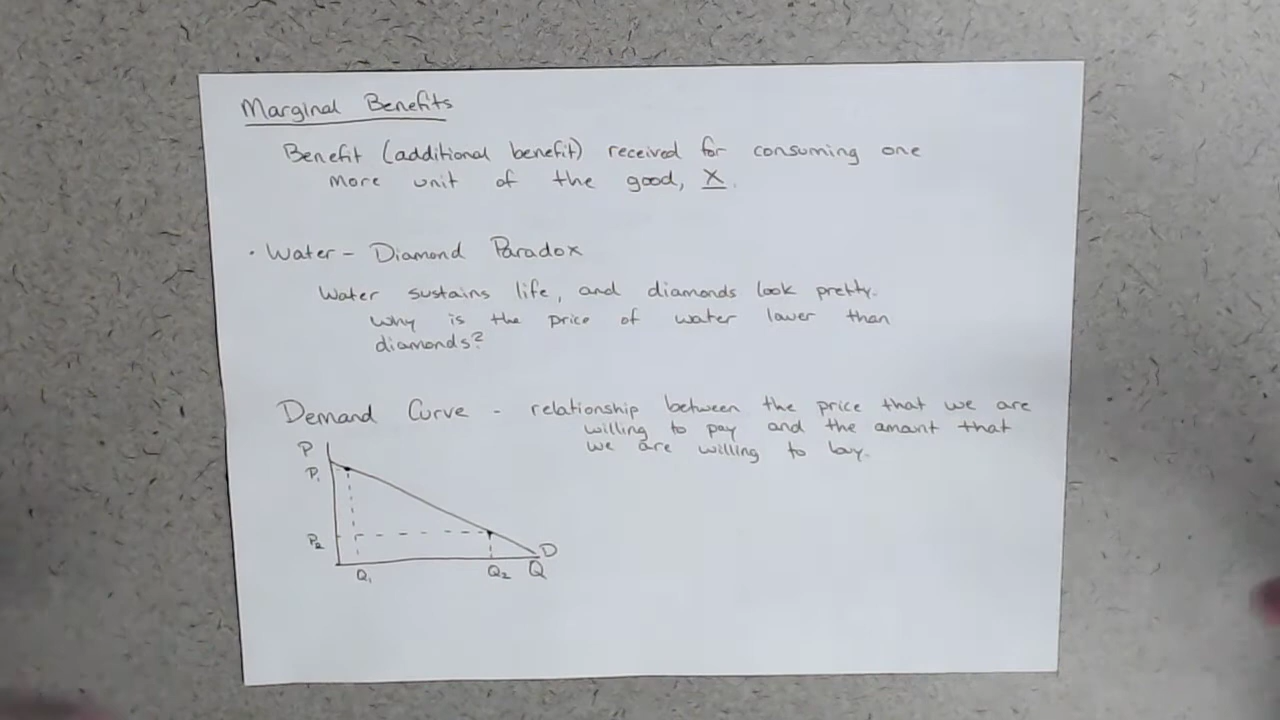 Marginal Benefits
Benefit (additional benefit) received for consuming one
more unit of the good, X.
• Water - Diamond Paradox
Water sustains life, and diamonds look pretty.
Why is the price of water lower than
diamonds?
Demand Curve - relationship between the price that we are
willing to pay and the amount that
we are willing to buy.
P
P1
P2
D
Q1
Q2
Q